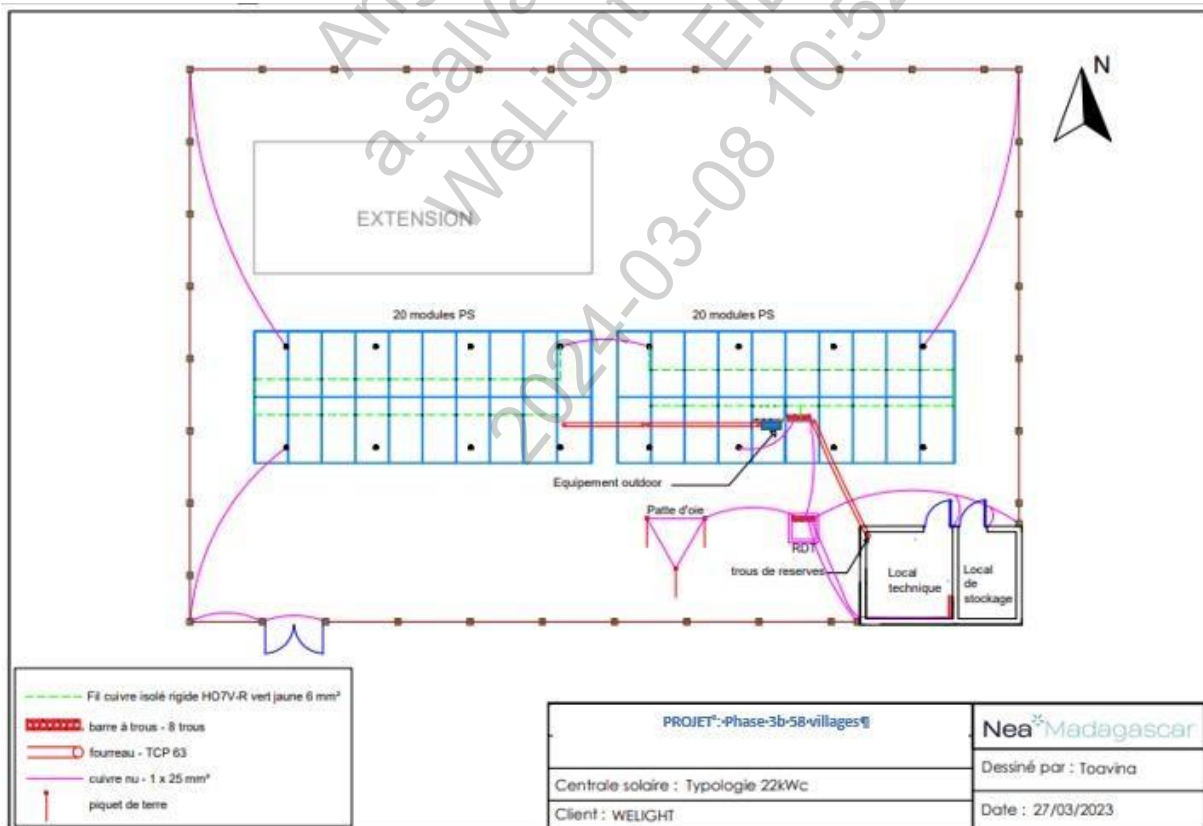 a.salva
WeLight
2024-03-08 10:52
N
EXTENSION
20 modules PS
20 modules PS
Equipement outdoor
Patte d'oie
RDT
trous de reserves
Local
technique
Local
de
stockage
Fil cuivre isolé rigide HO7V-R vert jaune 6 mm²
barre à trous - 8 trous
fourreau - TCP 63
cuivre nu - 1 x 25 mm²
piquet de terre
PROJET°:·Phase·3b·58·villages¶
Centrale solaire : Typologie 22kWc
Client : WELIGHT
Nea Madagascar
Dessiné par : Toavina
Date : 27/03/2023